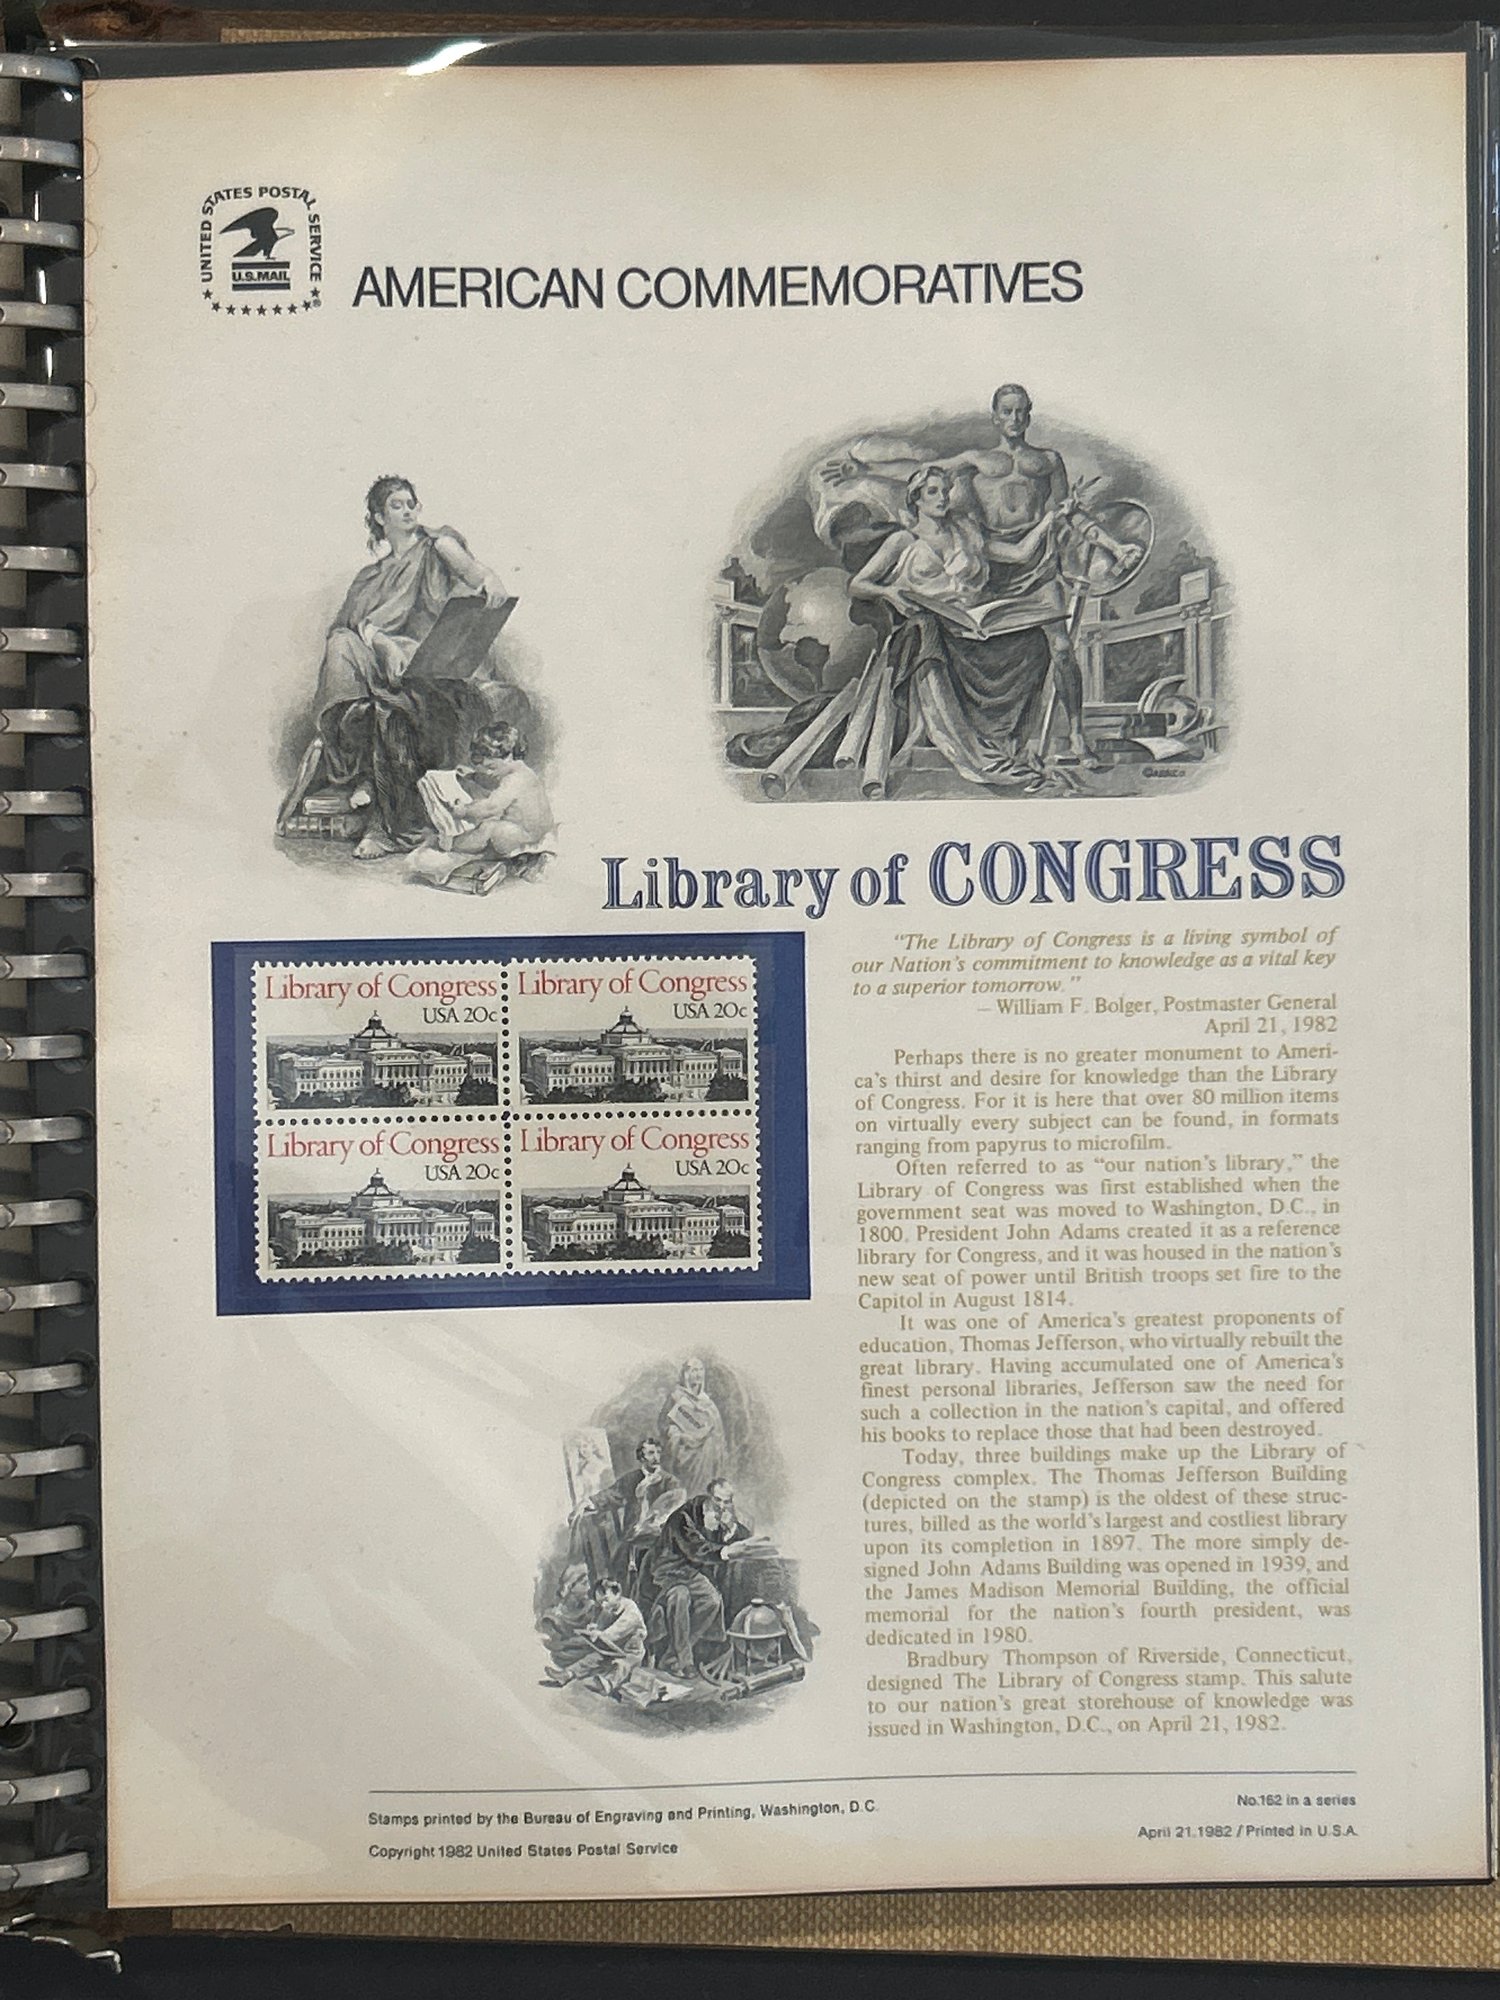 UNITED STATES POSTAL SERVICE
U.S.MAIL
®
AMERICAN COMMEMORATIVES
Library of CONGRESS
Library of Congress
USA 20c
Library of Congress
USA 20c
Library of Congress
USA 20c
Library of Congress
USA 20c
"The Library of Congress is a living symbol of
our Nation's commitment to knowledge as a vital key
to a superior tomorrow."
— William F. Bolger, Postmaster General
April 21, 1982
Perhaps there is no greater monument to Ameri-
ca's thirst and desire for knowledge than the Library
of Congress. For it is here that over 80 million items
on virtually every subject can be found, in formats
ranging from papyrus to microfilm.
Often referred to as "our nation's library," the
Library of Congress was first established when the
government seat was moved to Washington, D.C., in
1800. President John Adams created it as a reference
library for Congress, and it was housed in the nation's
new seat of power until British troops set fire to the
Capitol in August 1814.
It was one of America's greatest proponents of
education, Thomas Jefferson, who virtually rebuilt the
great library. Having accumulated one of America's
finest personal libraries, Jefferson saw the need for
such a collection in the nation's capital, and offered
his books to replace those that had been destroyed.
Today, three buildings make up the Library of
Congress complex. The Thomas Jefferson Building
(depicted on the stamp) is the oldest of these struc-
tures, billed as the world's largest and costliest library
upon its completion in 1897. The more simply de-
signed John Adams Building was opened in 1939, and
the James Madison Memorial Building, the official
memorial for the nation's fourth president, was
dedicated in 1980.
Bradbury Thompson of Riverside, Connecticut,
designed The Library of Congress stamp. This salute
to our nation's great storehouse of knowledge was
issued in Washington, D.C., on April 21, 1982.
Stamps printed by the Bureau of Engraving and Printing, Washington, D.C.
Copyright 1982 United States Postal Service
No.162 in a series
April 21, 1982 / Printed in U.S.A.